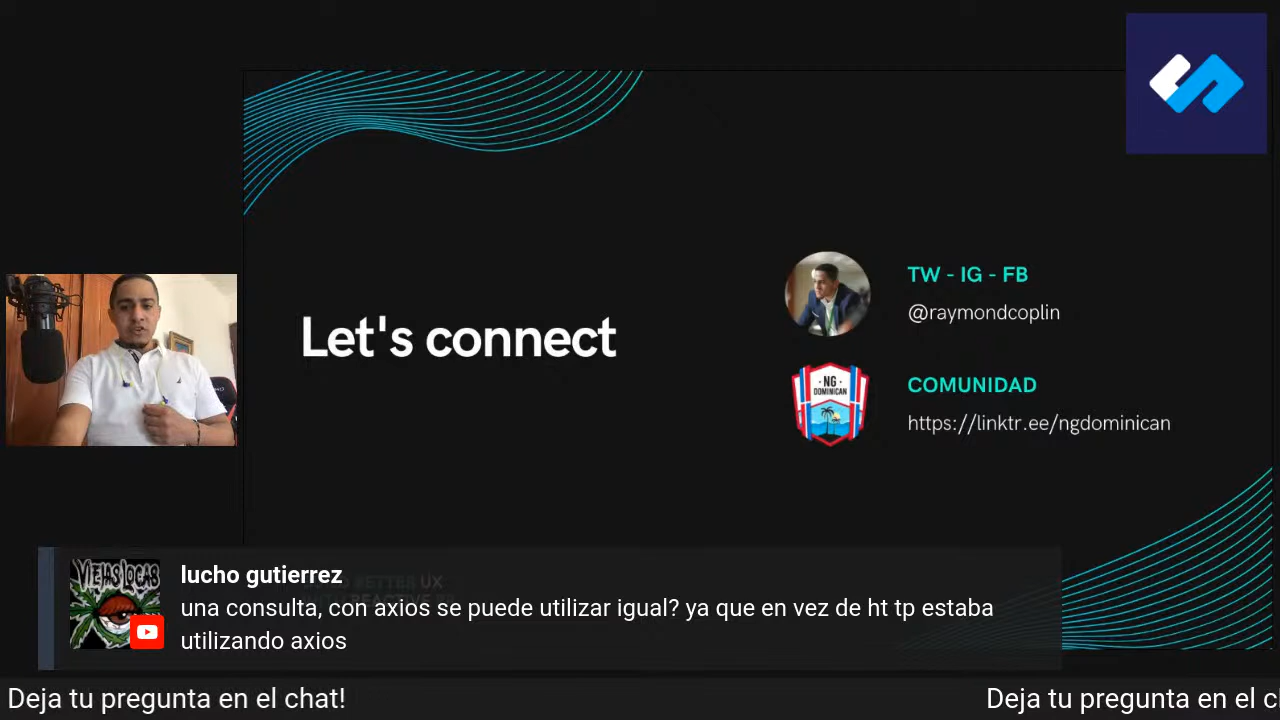 Let's connect
TW - IG - FB
@raymondcoplin
· NG ·
DOMINICAN
COMUNIDAD
https://linktr.ee/ngdominican
BETTER UX
VIEJAS LOCAS
lucho gutierrez
una consulta, con axios se puede utilizar igual? ya que en vez de ht tp estaba
utilizando axios
Deja tu pregunta en el chat!
Deja tu pregunta en el c